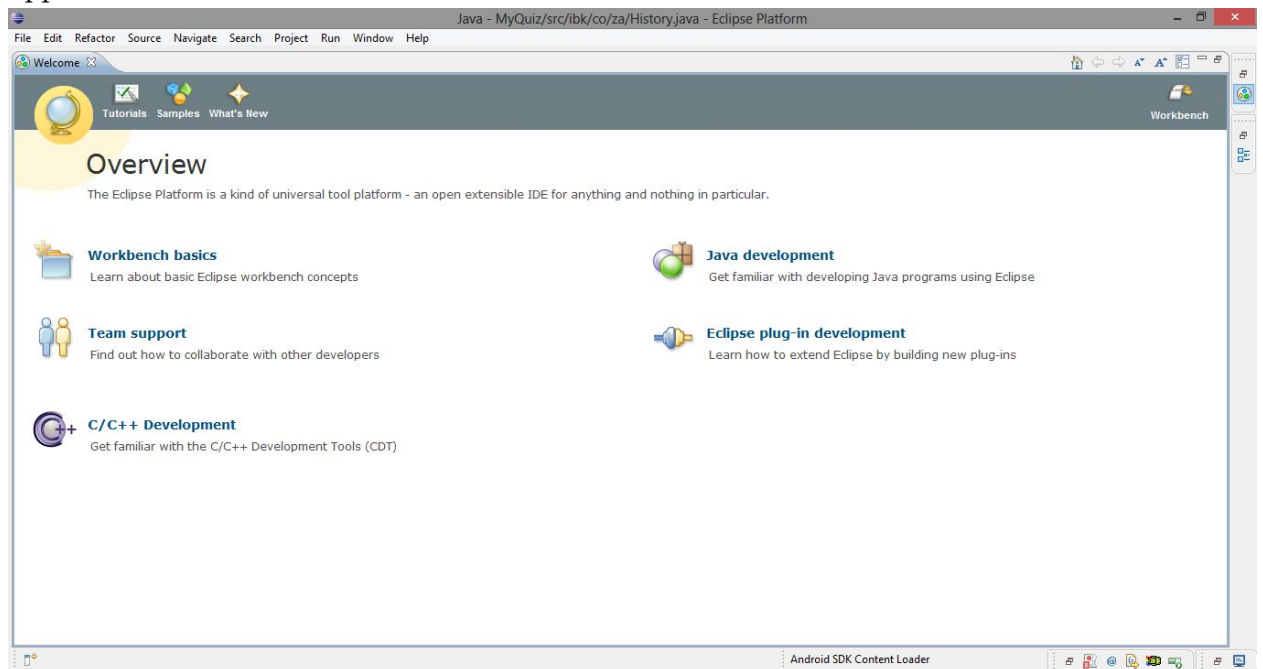 Java - MyQuiz/src/ibk/co/za/History.java - Eclipse Platform
File Edit Refactor Source Navigate Search Project Run Window Help
Welcome
Tutorials Samples What's New
Workbench
Overview
The Eclipse Platform is a kind of universal tool platform - an open extensible IDE for anything and nothing in particular.
Workbench basics
Learn about basic Eclipse workbench concepts
Java development
Get familiar with developing Java programs using Eclipse
Team support
Find out how to collaborate with other developers
Eclipse plug-in development
Learn how to extend Eclipse by building new plug-ins
C/C++ Development
Get familiar with the C/C++ Development Tools (CDT)
Android SDK Content Loader